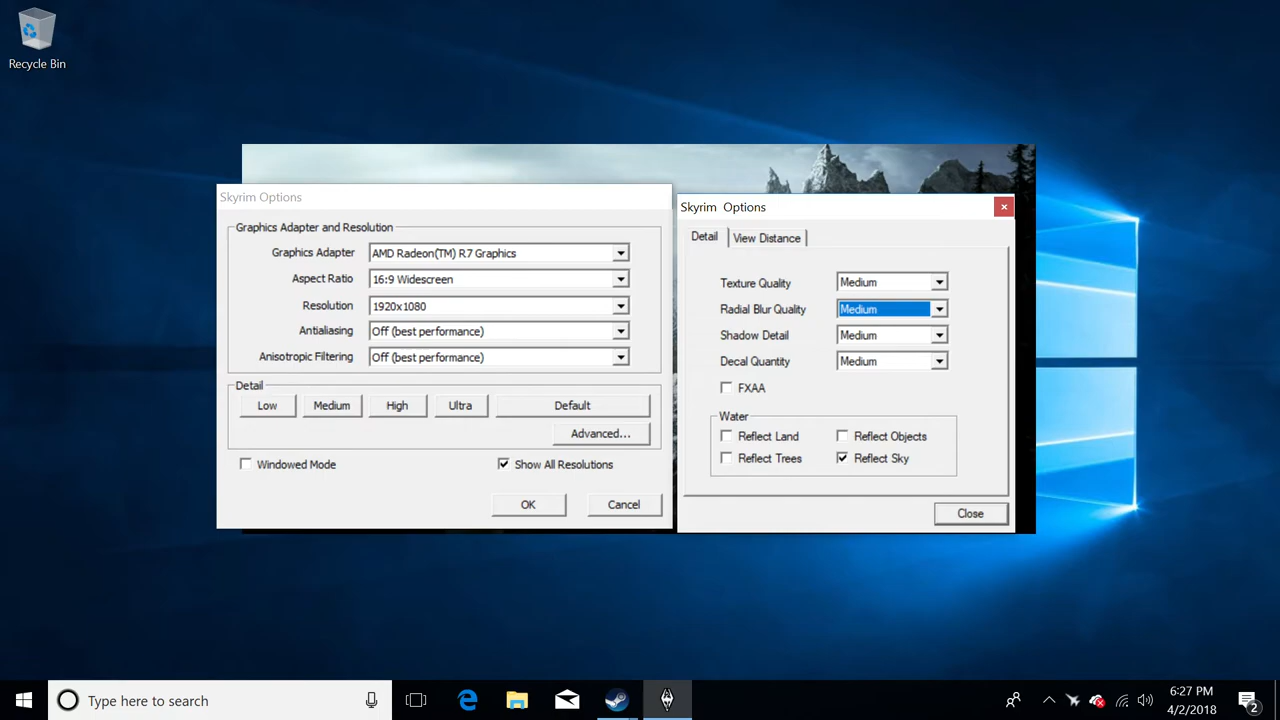 Recycle Bin
Skyrim Options
Graphics Adapter and Resolution
Graphics Adapter AMD Radeon(TM) R7 Graphics
Aspect Ratio 16:9 Widescreen
Resolution 1920x1080
Antialiasing Off (best performance)
Anisotropic Filtering Off (best performance)
Detail
Low Medium High Ultra Default
Advanced...
Windowed Mode Show All Resolutions
OK Cancel
Skyrim Options
Detail View Distance
Texture Quality Medium
Radial Blur Quality Medium
Shadow Detail Medium
Decal Quantity Medium
FXAA
Water
Reflect Land Reflect Objects
Reflect Trees Reflect Sky
Close
Type here to search
6:27 PM
4/2/2018
2